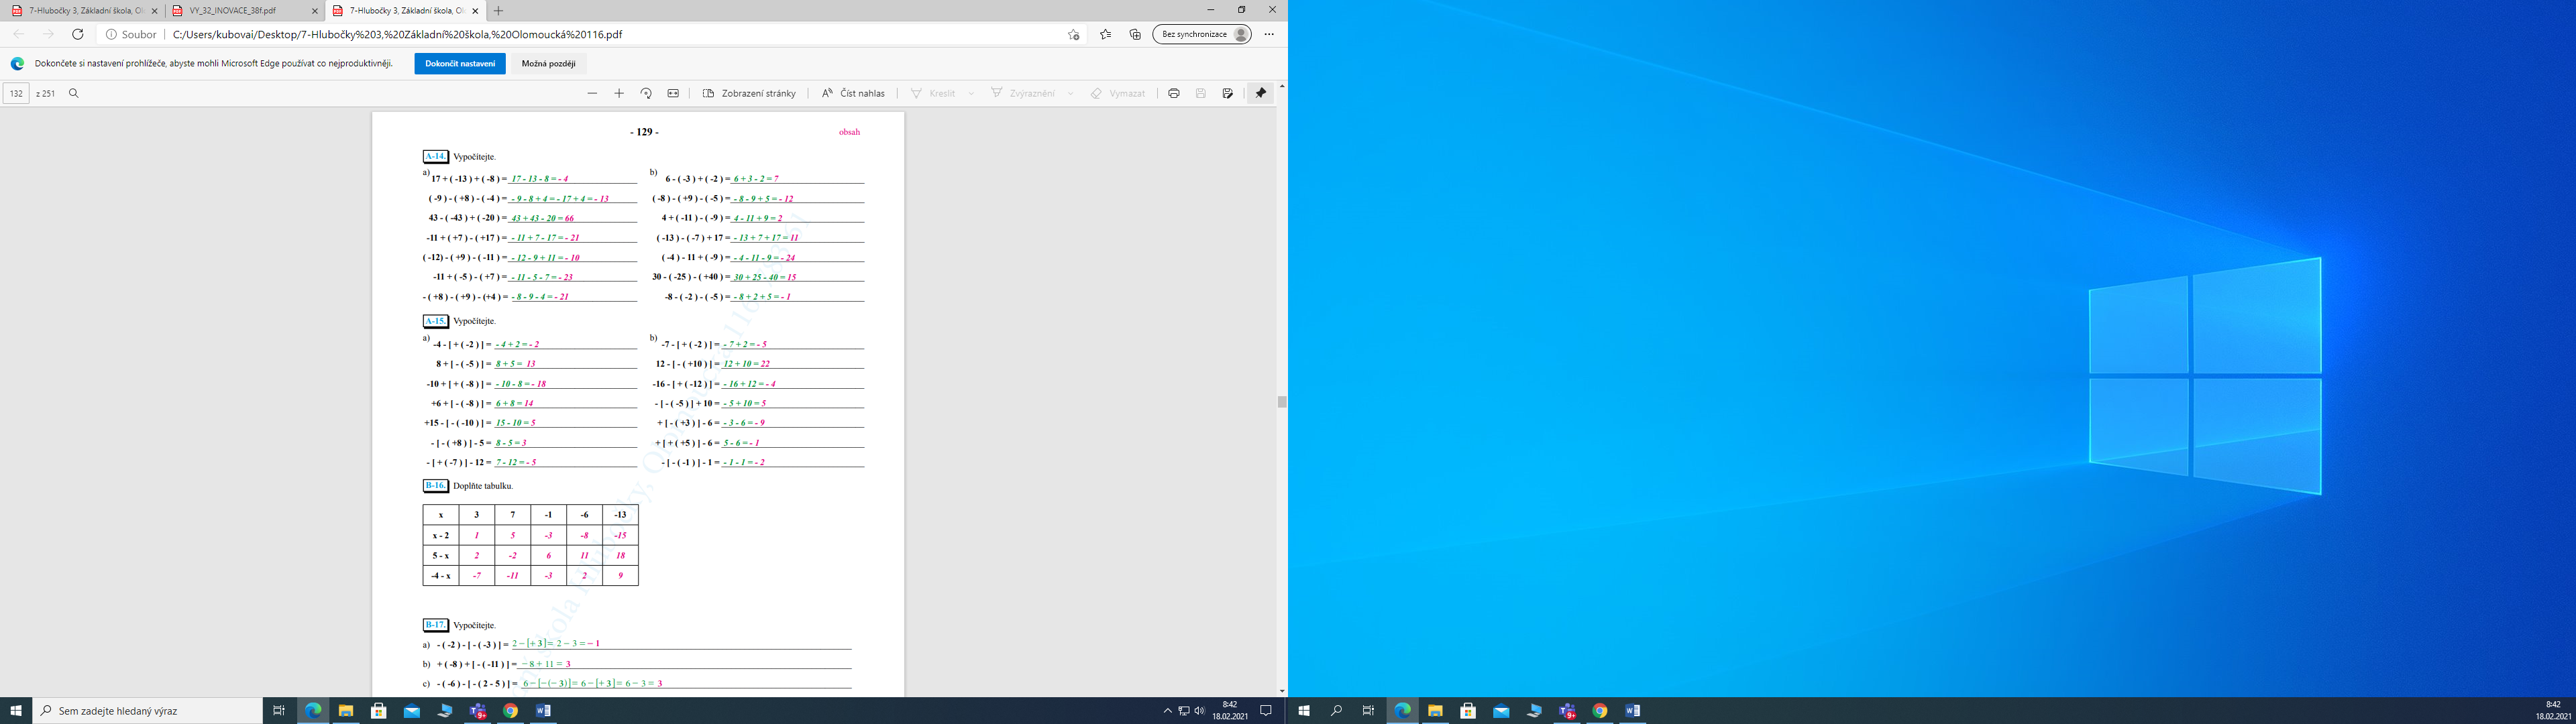 7-Hlubočky 3, Základní škola, Ol
VY_32_INOVACE_38f.pdf
7-Hlubočky 3, Základní škola, Ol
Soubor
C:/Users/kubovai/Desktop/7-Hlubočky%203,%20Základní%20škola,%20Olomoucká%20116.pdf
Bez synchronizace
Dokončete si nastavení prohlížeče, abyste mohli Microsoft Edge používat co nejproduktivněji.
Dokončit nastavení
Možná později
132 z 251
Zobrazení stránky
Číst nahlas
Kreslit
Zvýraznění
Vymazat
- 129 -
obsah
A-14. Vypočítejte.
a) 17 + ( -13 ) + ( -8 ) = 17 - 13 - 8 = - 4
( -9 ) - ( +8 ) - ( -4 ) = - 9 - 8 + 4 = - 17 + 4 = - 13
43 - ( -43 ) + ( -20 ) = 43 + 43 - 20 = 66
-11 + ( +7 ) - ( +17 ) = - 11 + 7 - 17 = - 21
( -12) - ( +9 ) - ( -11 ) = - 12 - 9 + 11 = - 10
-11 + ( -5 ) - ( +7 ) = - 11 - 5 - 7 = - 23
- ( +8 ) - ( +9 ) - (+4 ) = - 8 - 9 - 4 = - 21
b) 6 - ( -3 ) + ( -2 ) = 6 + 3 - 2 = 7
( -8 ) - ( +9 ) - ( -5 ) = - 8 - 9 + 5 = - 12
4 + ( -11 ) - ( -9 ) = 4 - 11 + 9 = 2
( -13 ) - ( -7 ) + 17 = - 13 + 7 + 17 = 11
( -4 ) - 11 + ( -9 ) = - 4 - 11 - 9 = - 24
30 - ( -25 ) - ( +40 ) = 30 + 25 - 40 = 15
-8 - ( -2 ) - ( -5 ) = - 8 + 2 + 5 = - 1
A-15. Vypočítejte.
a) -4 - [ + ( -2 ) ] = - 4 + 2 = - 2
8 + [ - ( -5 ) ] = 8 + 5 = 13
-10 + [ + ( -8 ) ] = - 10 - 8 = - 18
+6 + [ - ( -8 ) ] = 6 + 8 = 14
+15 - [ - ( -10 ) ] = 15 - 10 = 5
- [ - ( +8 ) ] - 5 = 8 - 5 = 3
- [ + ( -7 ) ] - 12 = 7 - 12 = - 5
b) -7 - [ + ( -2 ) ] = - 7 + 2 = - 5
12 - [ - ( +10 ) ] = 12 + 10 = 22
-16 - [ + ( -12 ) ] = - 16 + 12 = - 4
- [ - ( -5 ) ] + 10 = - 5 + 10 = 5
+ [ - ( +3 ) ] - 6 = - 3 - 6 = - 9
+ [ + ( +5 ) ] - 6 = 5 - 6 = - 1
- [ - ( -1 ) ] - 1 = - 1 - 1 = - 2
B-16. Doplňte tabulku.
x 3 7 -1 -6 -13
x - 2 1 5 -3 -8 -15
5 - x 2 -2 6 11 18
-4 - x -7 -11 -3 2 9
B-17. Vypočítejte.
a) - ( -2 ) - [ - ( -3 ) ] = 2 − [+ 3 ] = 2 − 3 = − 1
b) + ( -8 ) + [ - ( -11 ) ] = − 8 + 11 = 3
c) - ( -6 ) - [ - ( 2 - 5 ) ] = 6 − [−(− 3)] = 6 − [+ 3 ] = 6 − 3 = 3
Sem zadejte hledaný výraz
9+
8:42
18.02.2021
9+
8:42
18.02.2021